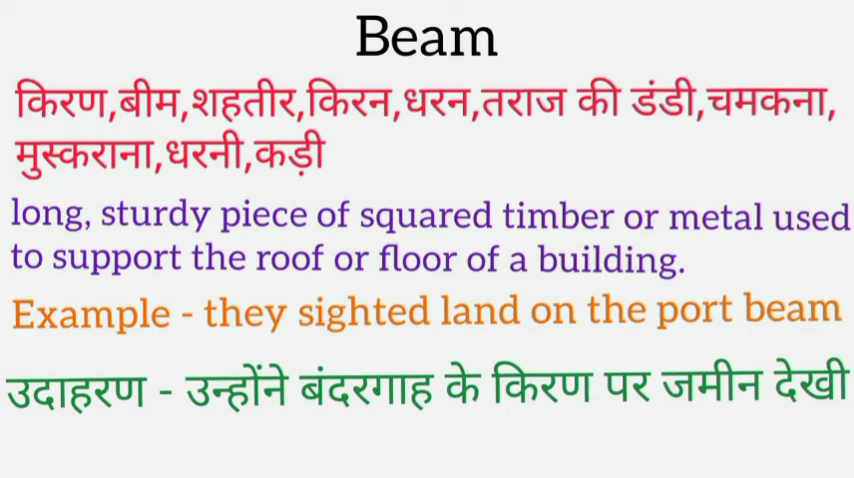 Beam
किरण,बीम,शहतीर,किरन,धरन,तराज की डंडी,चमकना,
मुस्कराना,धरनी,कड़ी
long, sturdy piece of squared timber or metal used
to support the roof or floor of a building.
Example - they sighted land on the port beam
उदाहरण - उन्होंने बंदरगाह के किरण पर जमीन देखी